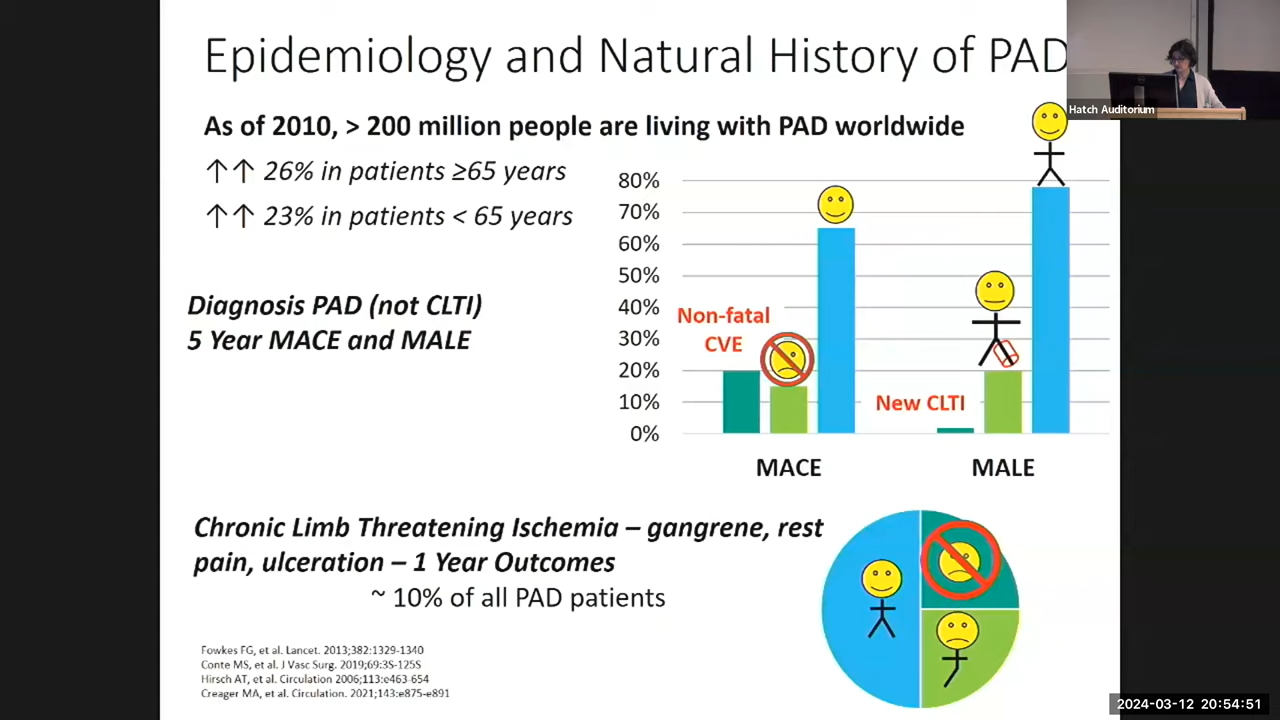 Epidemiology and Natural History of PAD
Hatch Auditorium
As of 2010, > 200 million people are living with PAD worldwide
↑↑ 26% in patients ≥65 years
↑↑ 23% in patients < 65 years
Diagnosis PAD (not CLTI)
5 Year MACE and MALE
80%
70%
60%
50%
40%
30%
20%
10%
0%
Non-fatal
CVE
New CLTI
MACE
MALE
Chronic Limb Threatening Ischemia – gangrene, rest
pain, ulceration – 1 Year Outcomes
~ 10% of all PAD patients
Fowkes FG, et al. Lancet. 2013;382:1329-1340
Conte MS, et al. J Vasc Surg. 2019;69:3S-125S
Hirsch AT, et al. Circulation 2006;113:e463-654
Creager MA, et al. Circulation. 2021;143:e875-e891
2024-03-12 20:54:51